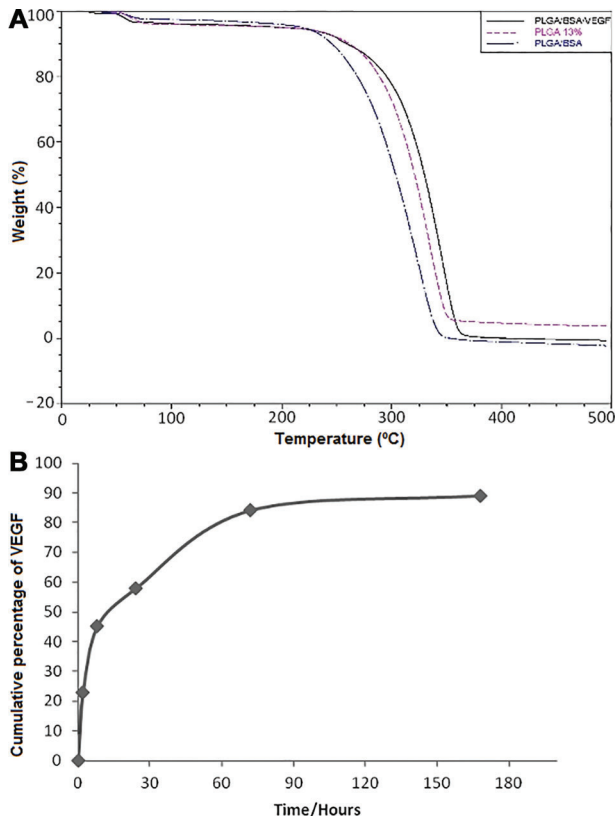 A
PLGA:BSA:VEGF
PLGA 13%
PLGA:BSA
100
80
60
40
20
0
−20
Weight (%)
0 100 200 300 400 500
Temperature (ºC)
B
100
90
80
70
60
50
40
30
20
10
0
Cumulative percentage of VEGF
0 30 60 90 120 150 180
Time/Hours